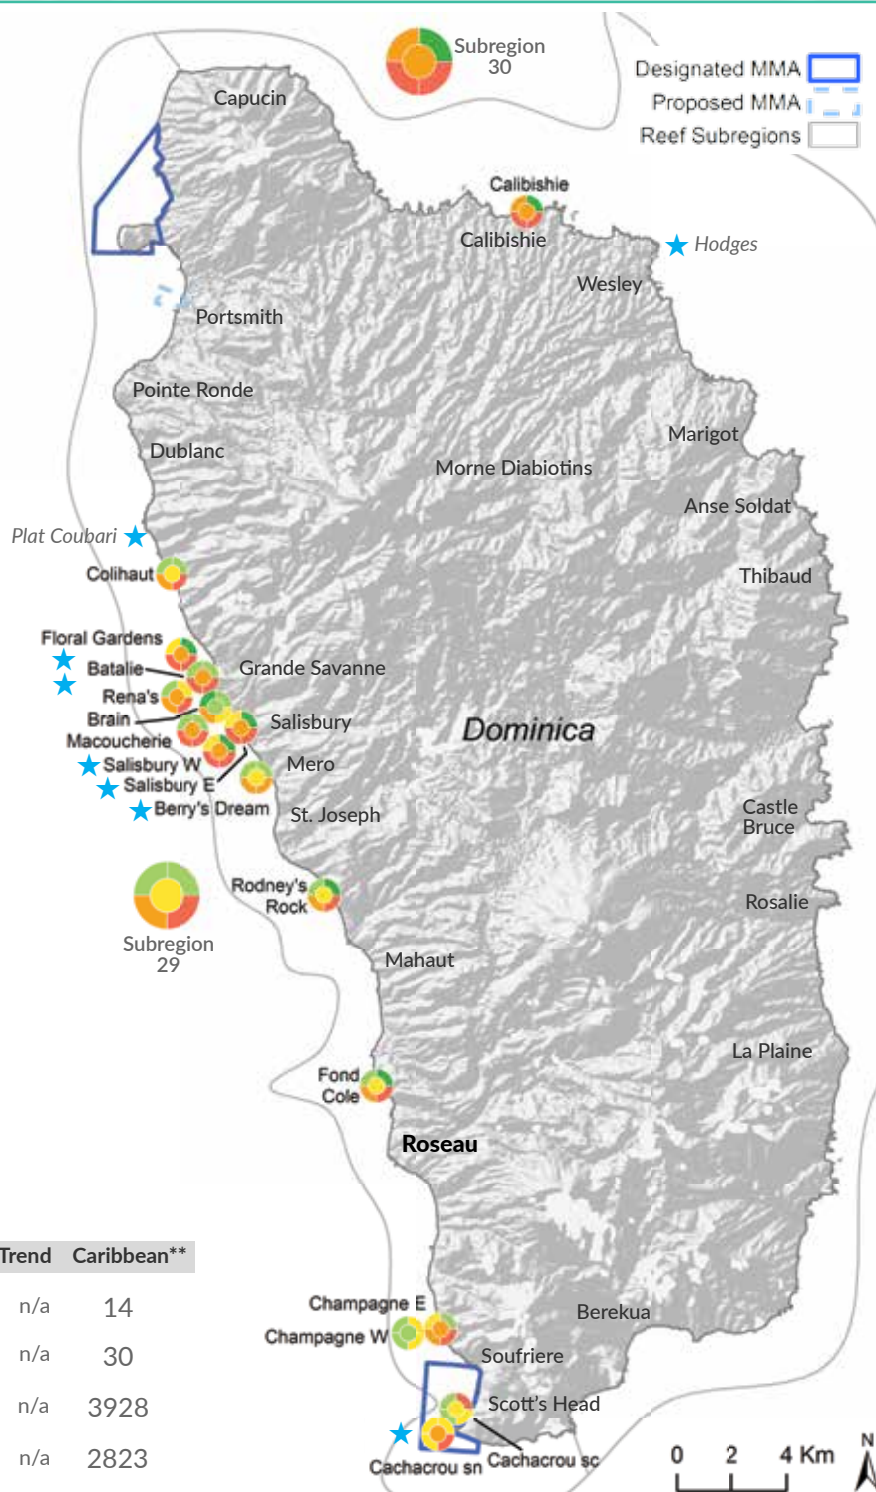 Subregion
30
Designated MMA
Proposed MMA
Reef Subregions
Capucin
Calibishie
Calibishie
Hodges
Wesley
Portsmith
Pointe Ronde
Dublanc
Marigot
Morne Diabiotins
Anse Soldat
Plat Coubari
Colihaut
Thibaud
Floral Gardens
Batalie
Grande Savanne
Rena's
Brain
Salisbury
Dominica
Macoucherie
Salisbury W
Mero
Salisbury E
Berry's Dream
St. Joseph
Castle
Bruce
Rodney's
Rock
Rosalie
Subregion
29
Mahaut
La Plaine
Fond
Cole
Roseau
Trend Caribbean**
n/a 14
n/a 30
n/a 3928
n/a 2823
Champagne E
Champagne W
Berekua
Soufriere
Scott's Head
Cachacrou sc
Cachacrou sn
0 2 4 Km
N